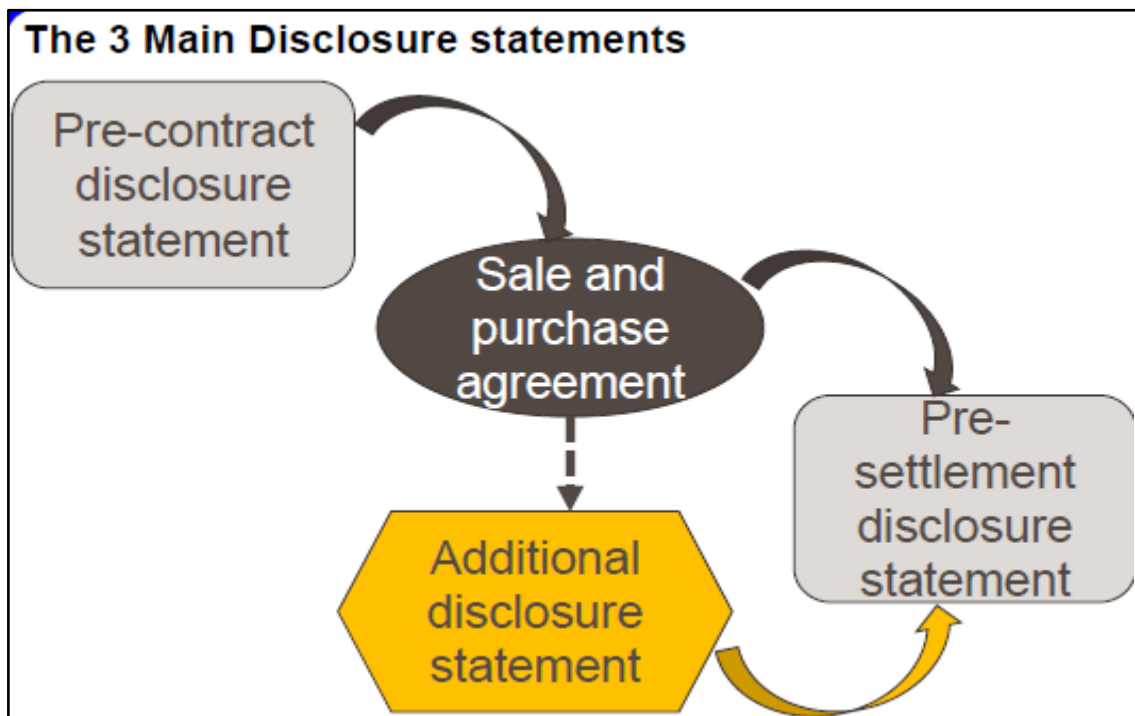 The 3 Main Disclosure statements
Pre-contract
disclosure
statement
Sale and
purchase
agreement
Pre-
settlement
disclosure
statement
Additional
disclosure
statement